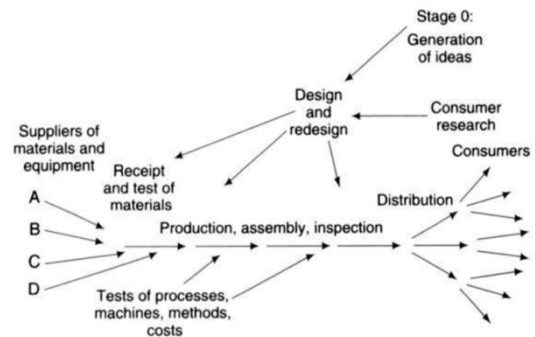 Stage 0:
Generation
of ideas
Design
and
redesign
Consumer
research
Suppliers of
materials and
equipment
Receipt
and test of
materials
Consumers
A
B
C
D
Production, assembly, inspection
Distribution
Tests of processes,
machines, methods,
costs